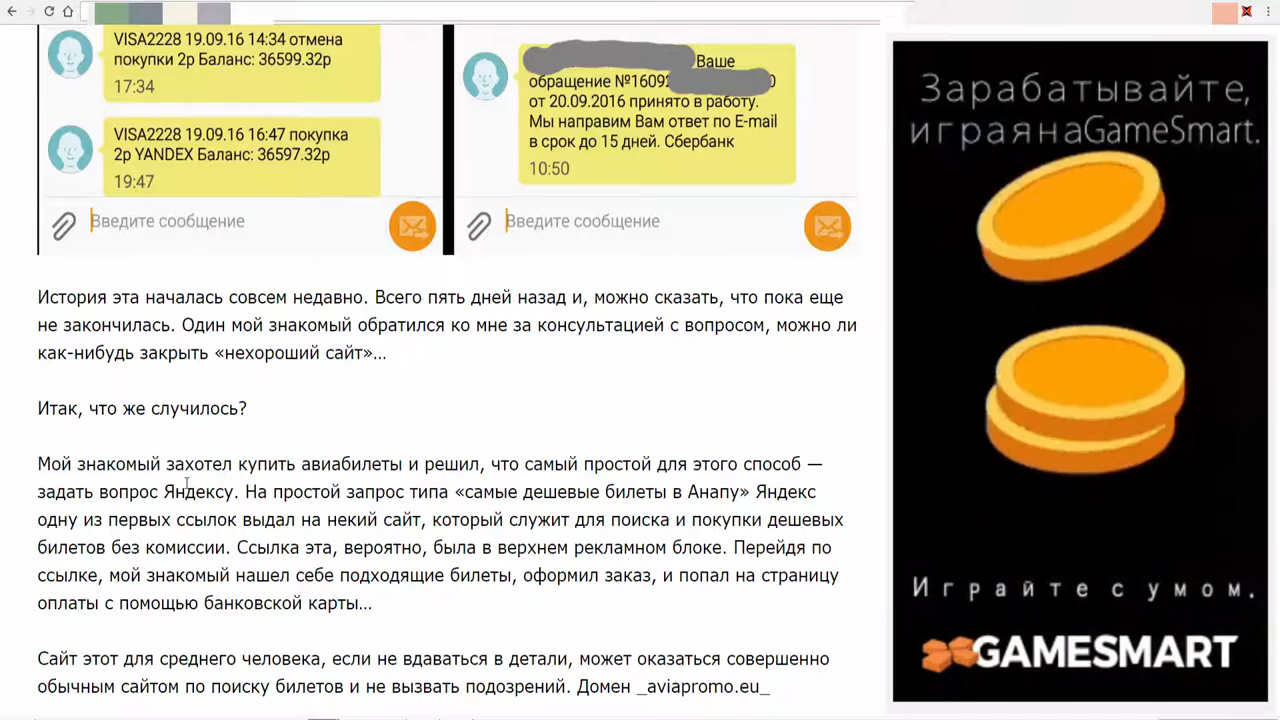 VISA2228 19.09.16 14:34 отмена
покупки 2р Баланс: 36599.32р
17:34
VISA2228 19.09.16 16:47 покупка
2р YANDEX Баланс: 36597.32р
19:47
Введите сообщение
Ваше
обращение №1609 0
от 20.09.2016 принято в работу.
Мы направим Вам ответ по E-mail
в срок до 15 дней. Сбербанк
10:50
Введите сообщение
История эта началась совсем недавно. Всего пять дней назад и, можно сказать, что пока еще
не закончилась. Один мой знакомый обратился ко мне за консультацией с вопросом, можно ли
как-нибудь закрыть «нехороший сайт»…
Итак, что же случилось?
Мой знакомый захотел купить авиабилеты и решил, что самый простой для этого способ —
задать вопрос Яндексу. На простой запрос типа «самые дешевые билеты в Анапу» Яндекс
одну из первых ссылок выдал на некий сайт, который служит для поиска и покупки дешевых
билетов без комиссии. Ссылка эта, вероятно, была в верхнем рекламном блоке. Перейдя по
ссылке, мой знакомый нашел себе подходящие билеты, оформил заказ, и попал на страницу
оплаты с помощью банковской карты…
Сайт этот для среднего человека, если не вдаваться в детали, может оказаться совершенно
обычным сайтом по поиску билетов и не вызвать подозрений. Домен _aviapromo.eu_
Зарабатывайте,
играянаGameSmart.
Играйте с умом.
GAMESMART